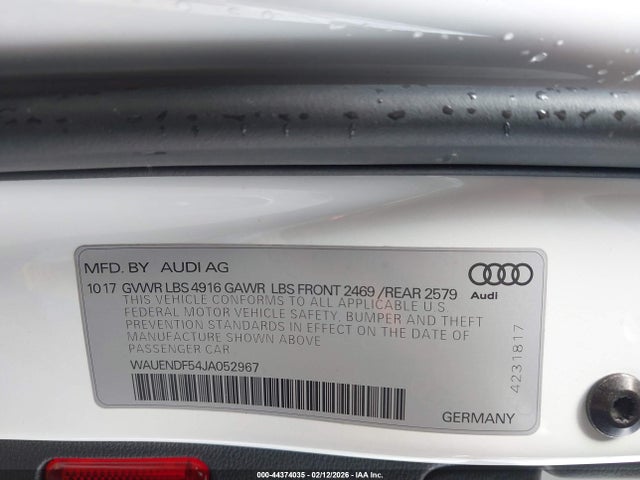 MFD. BY AUDI AG
10 17 GVWR LBS 4916 GAWR LBS FRONT 2469 /REAR 2579
THIS VEHICLE CONFORMS TO ALL APPLICABLE U.S.
FEDERAL MOTOR VEHICLE SAFETY, BUMPER AND THEFT
PREVENTION STANDARDS IN EFFECT ON THE DATE OF
MANUFACTURE SHOWN ABOVE
PASSENGER CAR
WAUENDF54JA052967
Audi
4231817
GERMANY
000-44374035 - 02/12/2026 - IAA Inc.